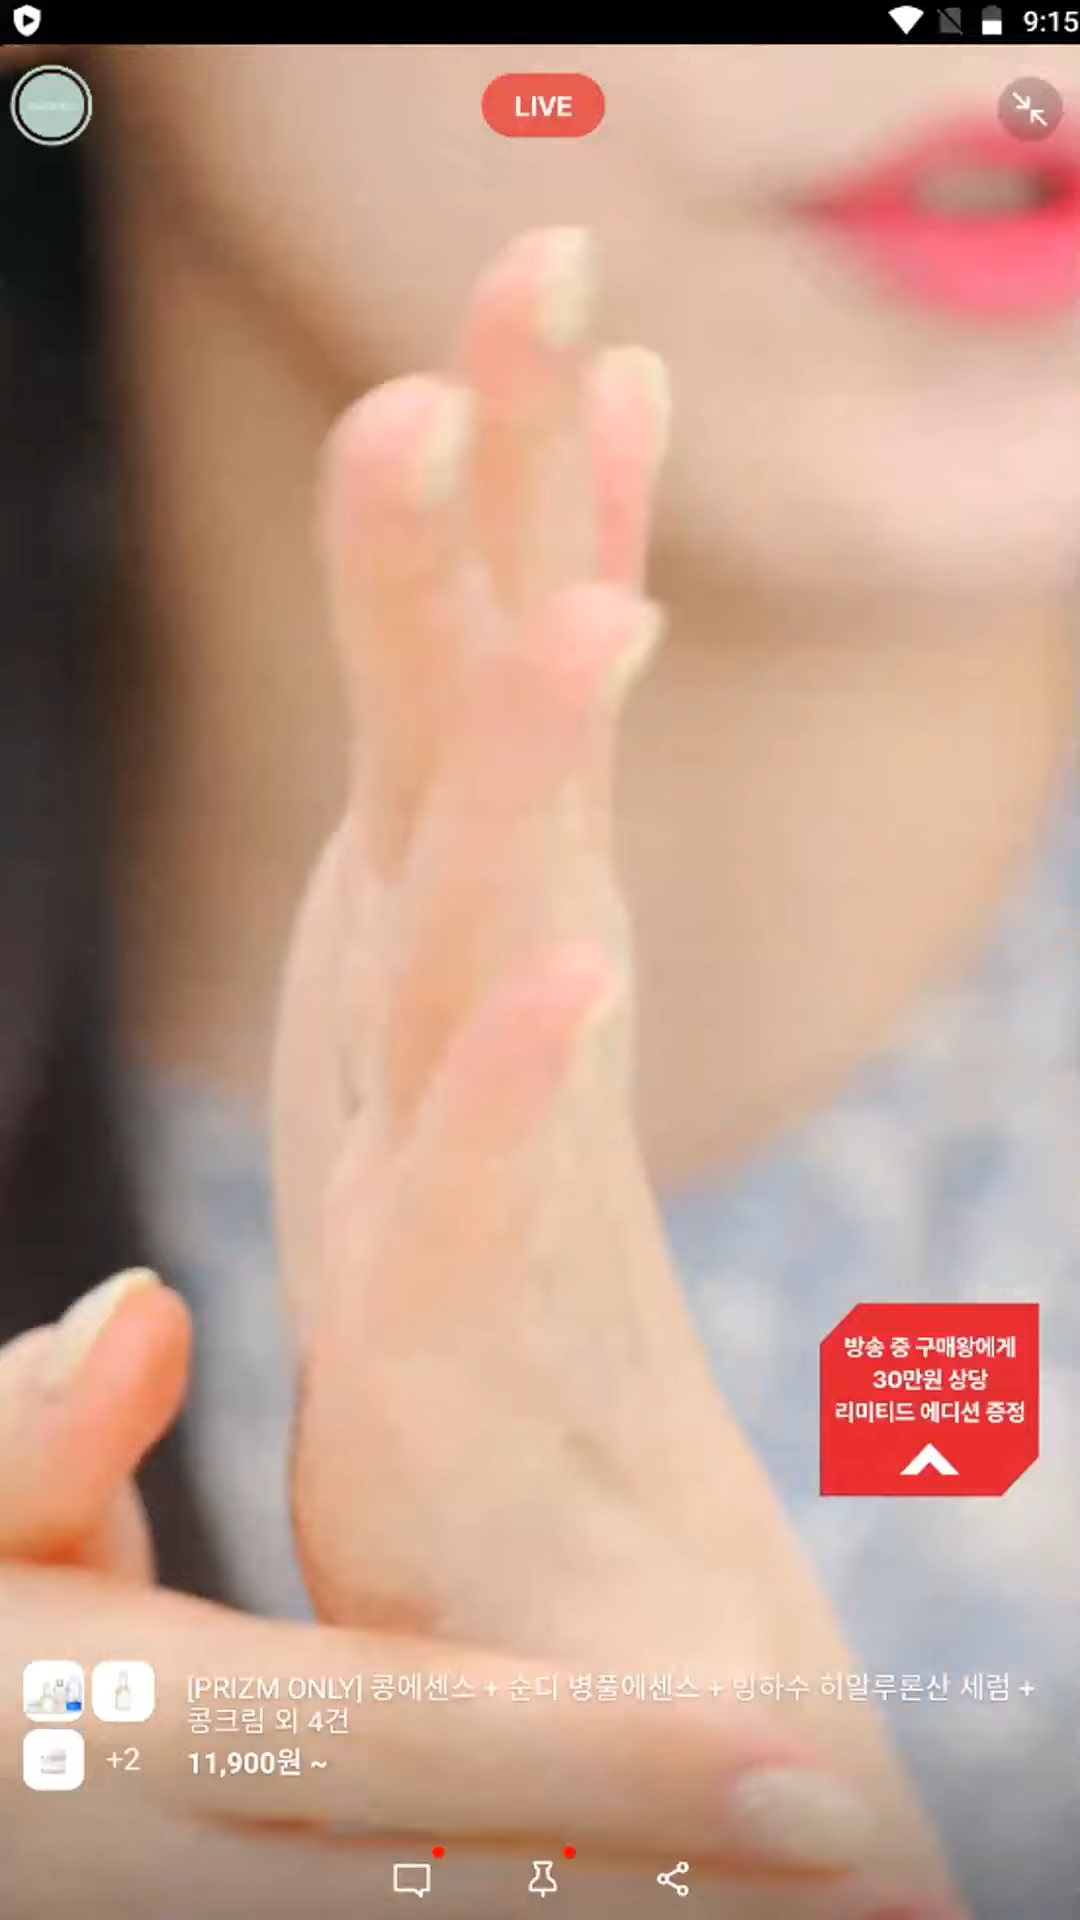 9:15
LIVE
방송 중 구매왕에게
30만원 상당
리미티드 에디션 증정
[PRIZM ONLY] 콩에센스 + 순디 병풀에센스 + 빙하수 히알루론산 세럼 +
콩크림 외 4건
+2
11,900원 ~